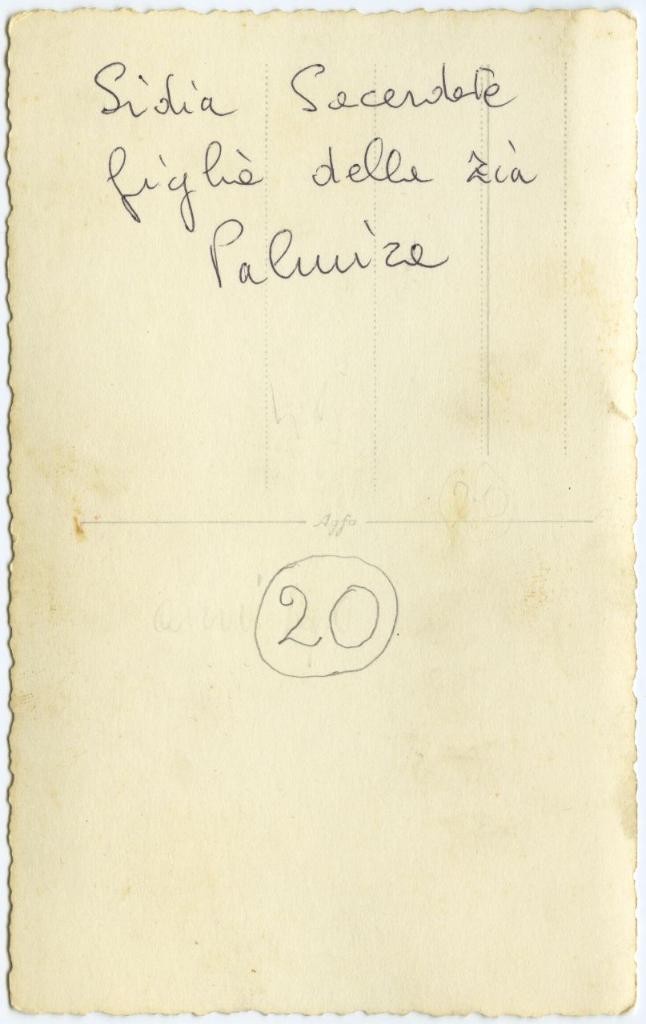 Sidia Sacerdote
figlia della zia
Palmira
Agfa
20